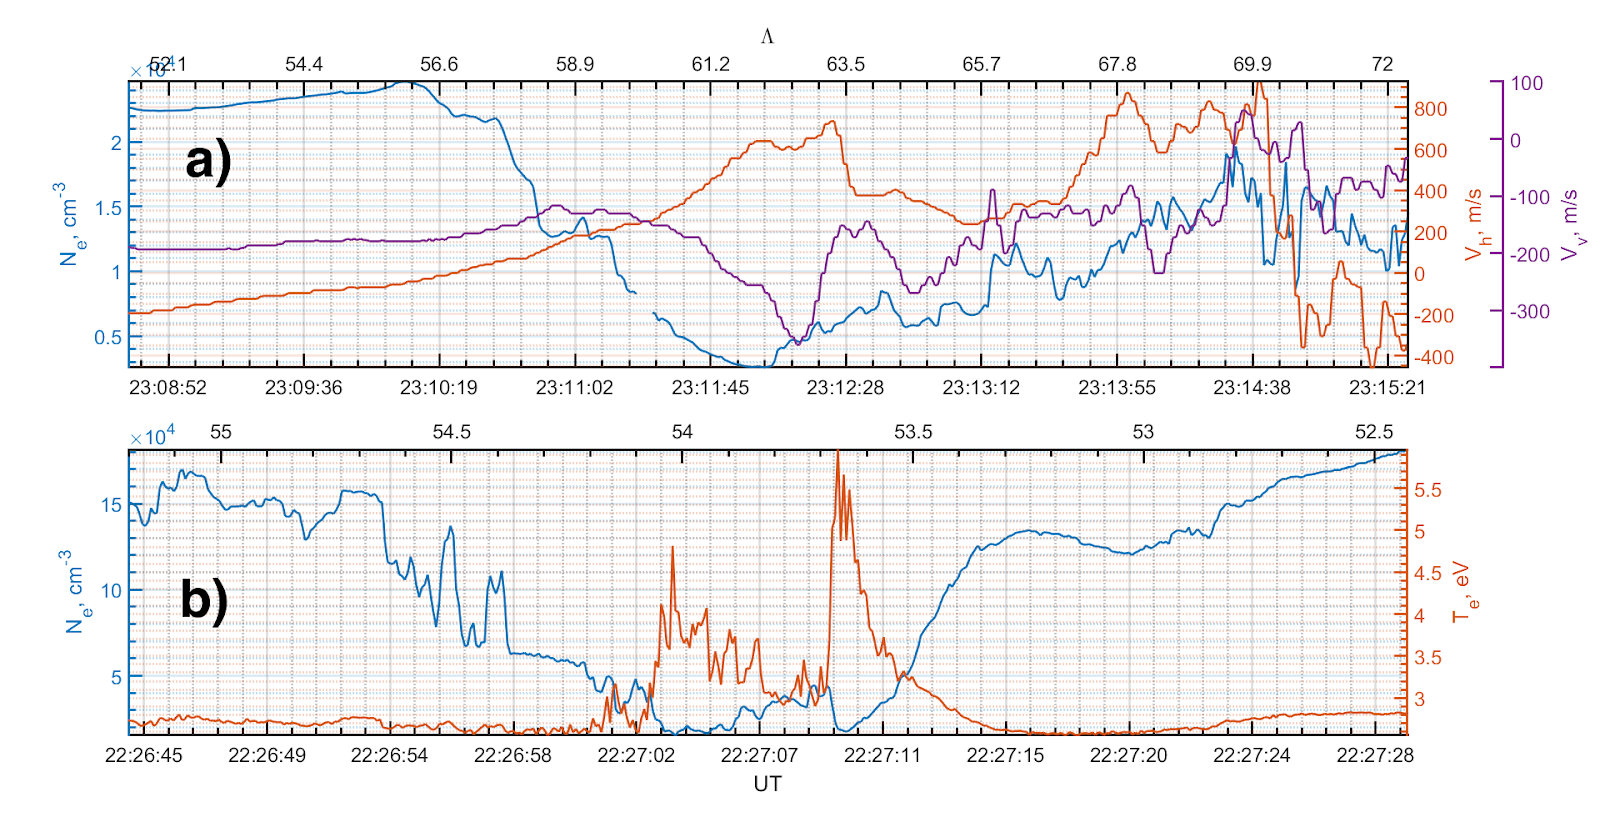 Λ
×10⁴ 52.1 54.4 56.6 58.9 61.2 63.5 65.7 67.8 69.9 72
a)
Nₑ, cm⁻³
2
1.5
1
0.5
800
600
400
200
0
-200
-400
Vₕ, m/s
100
0
-100
-200
-300
Vᵥ, m/s
23:08:52 23:09:36 23:10:19 23:11:02 23:11:45 23:12:28 23:13:12 23:13:55 23:14:38 23:15:21
×10⁴ 55 54.5 54 53.5 53 52.5
b)
Nₑ, cm⁻³
15
10
5
5.5
5
4.5
4
3.5
3
Tₑ, eV
22:26:45 22:26:49 22:26:54 22:26:58 22:27:02 22:27:07 22:27:11 22:27:15 22:27:20 22:27:24 22:27:28
UT